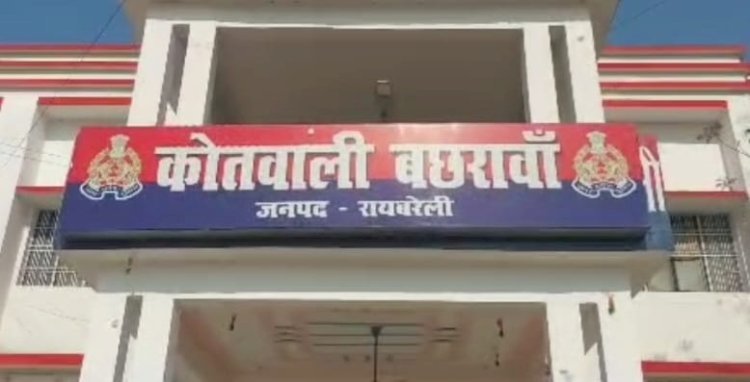 कोतवाली बछरावाँ
जनपद - रायबरेली